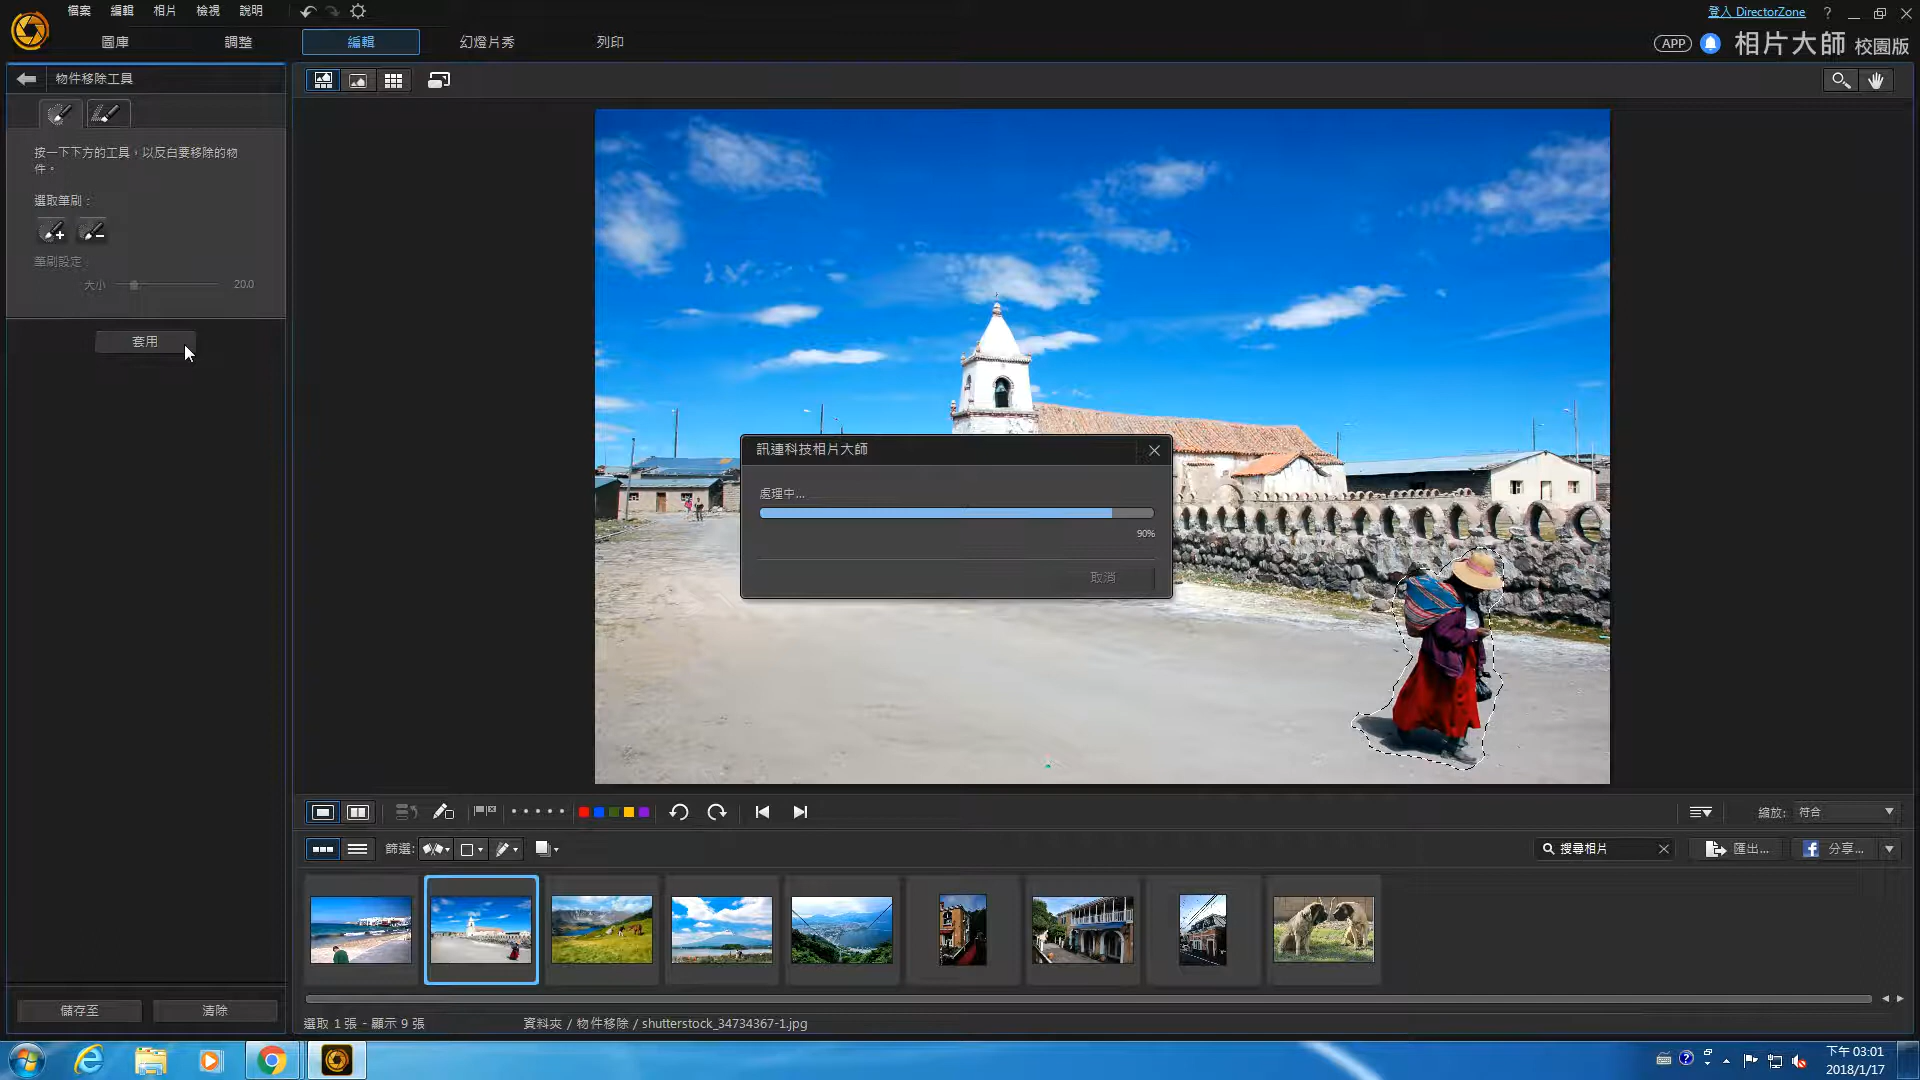 檔案 編輯 相片 檢視 說明
登入 DirectorZone ?
圖庫 調整 編輯 幻燈片秀 列印
APP 相片大師 校園版
物件移除工具
按一下下方的工具，以反白要移除的物
件。
選取筆刷：
筆刷設定
大小 20.0
套用
訊連科技相片大師
處理中...
90%
取消
縮放: 符合
篩選:
搜尋相片
匯出...
分享...
儲存至 清除
選取 1 張 - 顯示 9 張
資料夾 / 物件移除 / shutterstock_34734367-1.jpg
下午 03:01
2018/1/17